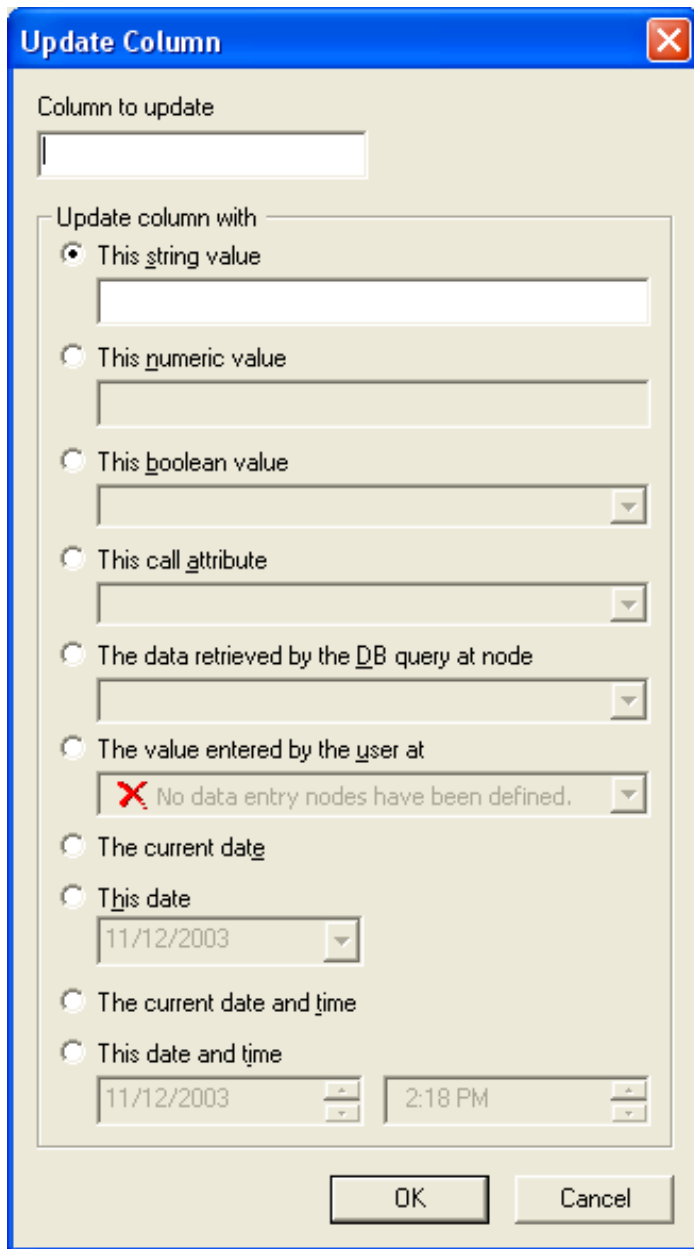 Update Column
Column to update
Update column with
This string value
This numeric value
This boolean value
This call attribute
The data retrieved by the DB query at node
The value entered by the user at
No data entry nodes have been defined.
The current date
This date
11/12/2003
The current date and time
This date and time
11/12/2003 2:18 PM
OK Cancel